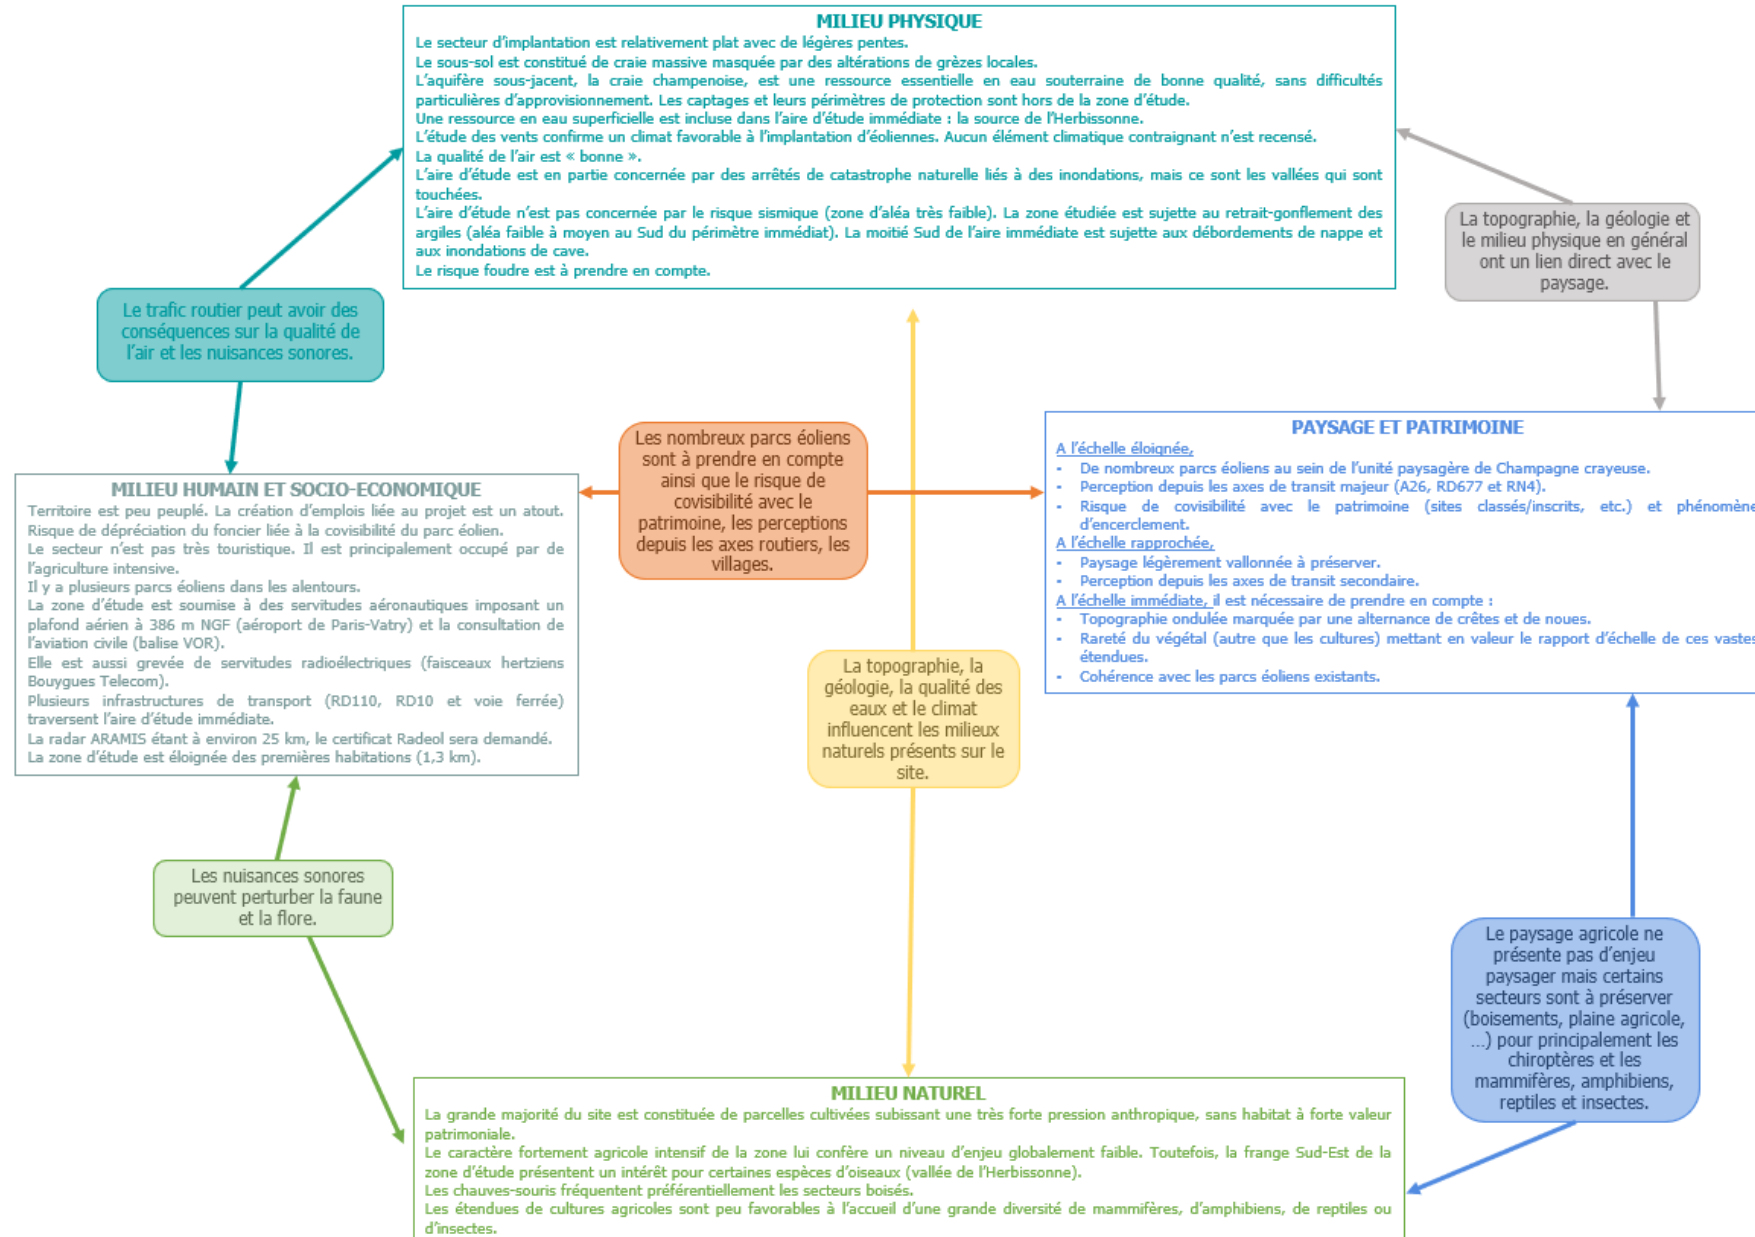 MILIEU PHYSIQUE
Le secteur d'implantation est relativement plat avec de légères pentes.
Le sous-sol est constitué de craie massive masquée par des altérations de grèzes locales.
L'aquifère sous-jacent, la craie champenoise, est une ressource essentielle en eau souterraine de bonne qualité, sans difficultés
particulières d'approvisionnement. Les captages et leurs périmètres de protection sont hors de la zone d'étude.
Une ressource en eau superficielle est incluse dans l'aire d'étude immédiate : la source de l'Herbissonne.
L'étude des vents confirme un climat favorable à l'implantation d'éoliennes. Aucun élément climatique contraignant n'est recensé.
La qualité de l'air est « bonne ».
L'aire d'étude est en partie concernée par des arrêtés de catastrophe naturelle liés à des inondations, mais ce sont les vallées qui sont
touchées.
L'aire d'étude n'est pas concernée par le risque sismique (zone d'aléa très faible). La zone étudiée est sujette au retrait-gonflement des
argiles (aléa faible à moyen au Sud du périmètre immédiat). La moitié Sud de l'aire immédiate est sujette aux débordements de nappe et
aux inondations de cave.
Le risque foudre est à prendre en compte.
La topographie, la géologie et
le milieu physique en général
ont un lien direct avec le
paysage.
Le trafic routier peut avoir des
conséquences sur la qualité de
l'air et les nuisances sonores.
Les nombreux parcs éoliens
sont à prendre en compte
ainsi que le risque de
covisibilité avec le
patrimoine, les perceptions
depuis les axes routiers, les
villages.
PAYSAGE ET PATRIMOINE
A l'échelle éloignée,
- De nombreux parcs éoliens au sein de l'unité paysagère de Champagne crayeuse.
- Perception depuis les axes de transit majeur (A26, RD677 et RN4).
- Risque de covisibilité avec le patrimoine (sites classés/inscrits, etc.) et phénomène
d'encerclement.
A l'échelle rapprochée,
- Paysage légèrement vallonnée à préserver.
- Perception depuis les axes de transit secondaire.
A l'échelle immédiate, il est nécessaire de prendre en compte :
- Topographie ondulée marquée par une alternance de crêtes et de noues.
- Rareté du végétal (autre que les cultures) mettant en valeur le rapport d'échelle de ces vastes
étendues.
- Cohérence avec les parcs éoliens existants.
MILIEU HUMAIN ET SOCIO-ECONOMIQUE
Territoire est peu peuplé. La création d'emplois liée au projet est un atout.
Risque de dépréciation du foncier liée à la covisibilité du parc éolien.
Le secteur n'est pas très touristique. Il est principalement occupé par de
l'agriculture intensive.
Il y a plusieurs parcs éoliens dans les alentours.
La zone d'étude est soumise à des servitudes aéronautiques imposant un
plafond aérien à 386 m NGF (aéroport de Paris-Vatry) et la consultation de
l'aviation civile (balise VOR).
Elle est aussi grevée de servitudes radioélectriques (faisceaux hertziens
Bouygues Telecom).
Plusieurs infrastructures de transport (RD110, RD10 et voie ferrée)
traversent l'aire d'étude immédiate.
La radar ARAMIS étant à environ 25 km, le certificat Radeol sera demandé.
La zone d'étude est éloignée des premières habitations (1,3 km).
La topographie, la
géologie, la qualité des
eaux et le climat
influencent les milieux
naturels présents sur le
site.
Les nuisances sonores
peuvent perturber la faune
et la flore.
Le paysage agricole ne
présente pas d'enjeu
paysager mais certains
secteurs sont à préserver
(boisements, plaine agricole,
...) pour principalement les
chiroptères et les
mammifères, amphibiens,
reptiles et insectes.
MILIEU NATUREL
La grande majorité du site est constituée de parcelles cultivées subissant une très forte pression anthropique, sans habitat à forte valeur
patrimoniale.
Le caractère fortement agricole intensif de la zone lui confère un niveau d'enjeu globalement faible. Toutefois, la frange Sud-Est de la
zone d'étude présentent un intérêt pour certaines espèces d'oiseaux (vallée de l'Herbissonne).
Les chauves-souris fréquentent préférentiellement les secteurs boisés.
Les étendues de cultures agricoles sont peu favorables à l'accueil d'une grande diversité de mammifères, d'amphibiens, de reptiles ou
d'insectes.